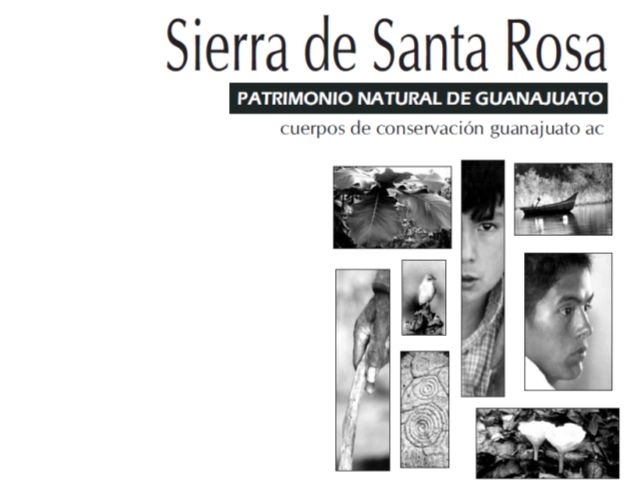 Sierra de Santa Rosa
PATRIMONIO NATURAL DE GUANAJUATO
cuerpos de conservación guanajuato ac